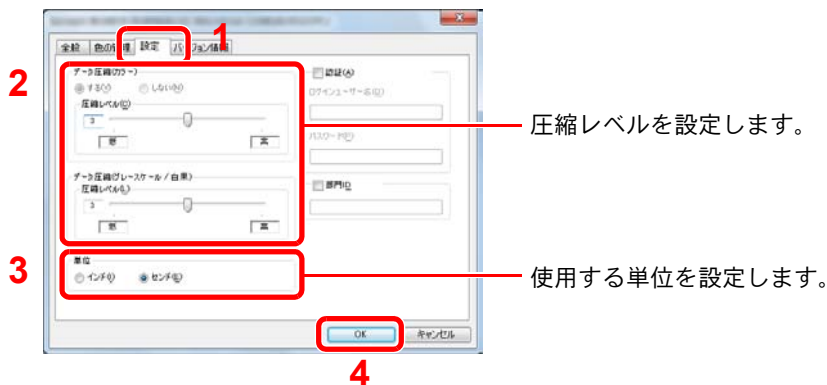 1
全般 色の管理 設定 バージョン情報
2
データ圧縮(カラー)
する(Y) しない(N)
圧縮レベル(C)
3
高
圧縮レベルを設定します。
データ圧縮(グレースケール / 白黒)
圧縮レベル(L)
3
高
認証(A)
ログインユーザー名(U)
パスワード(P)
部門ID
3
単位
インチ(I) センチ(E)
使用する単位を設定します。
OK キャンセル
4